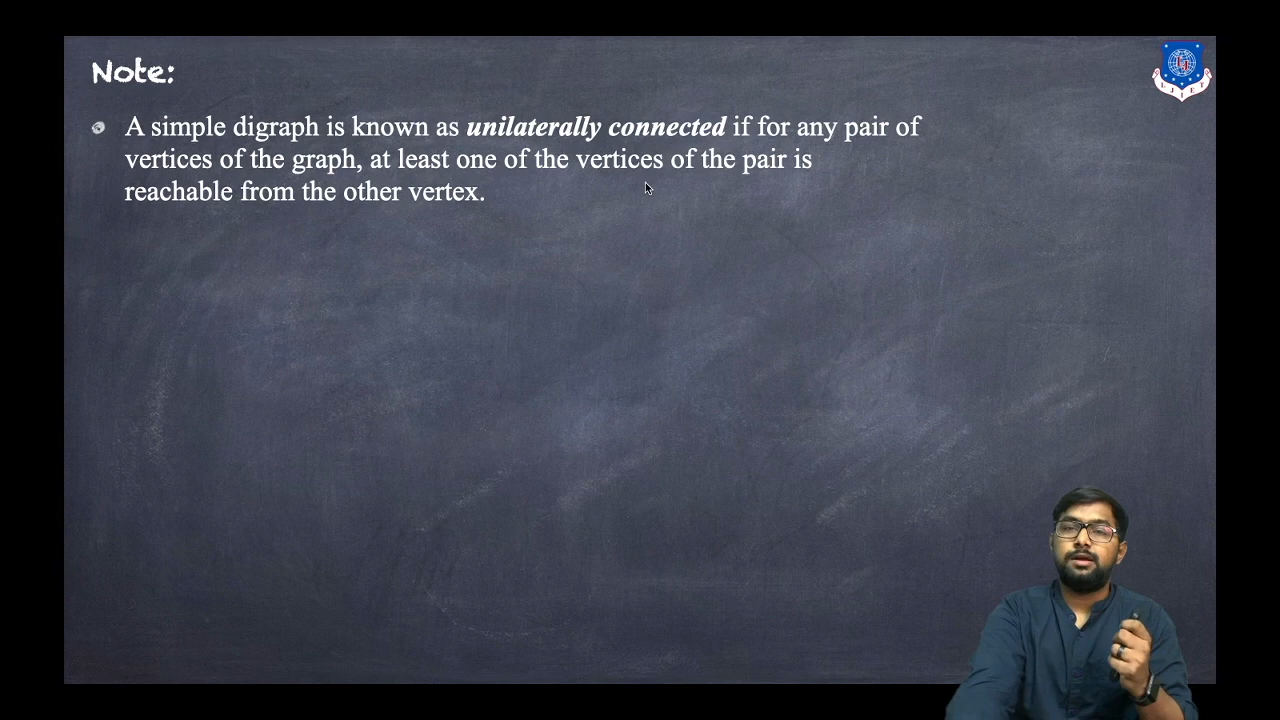 Note:
A simple digraph is known as unilaterally connected if for any pair of
vertices of the graph, at least one of the vertices of the pair is
reachable from the other vertex.
L J I E T